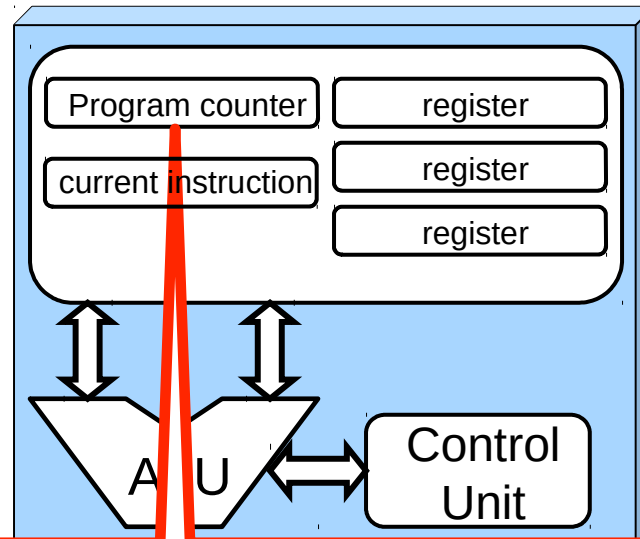 Program counter
current instruction
register
register
register
A U
Control
Unit